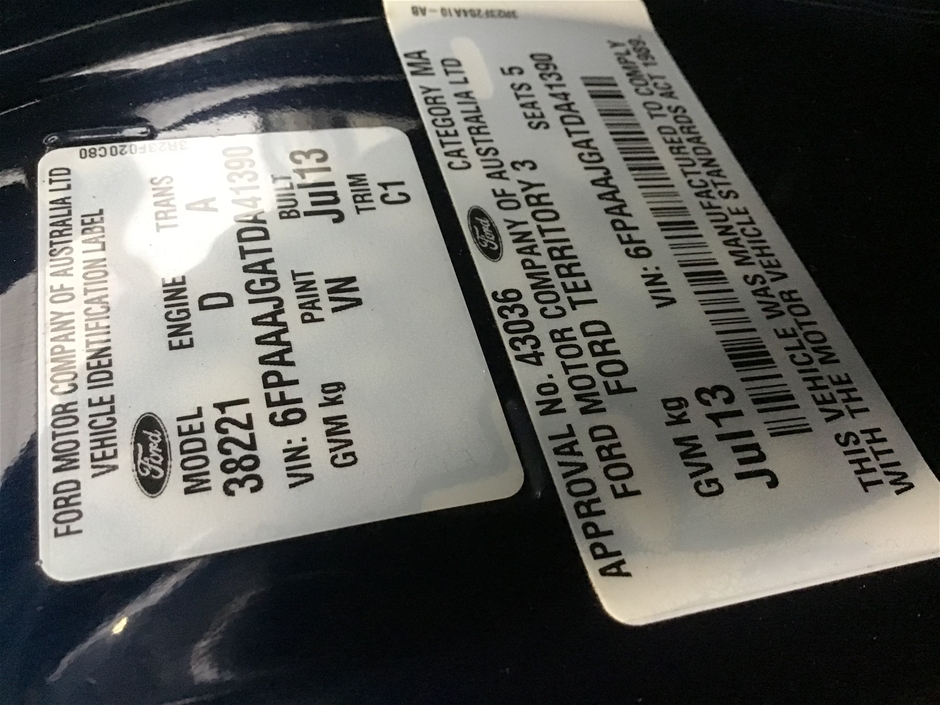 3R23F020C80
FORD MOTOR COMPANY OF AUSTRALIA LTD
VEHICLE IDENTIFICATION LABEL
Ford
MODEL ENGINE TRANS
38221 D A
VIN: 6FPAAAJGATDA41390
GVM kg PAINT BUILT
VN Jul13
TRIM
C1
3R23F294A10-AB
APPROVAL No. 43036 Ford CATEGORY MA
FORD MOTOR COMPANY OF AUSTRALIA LTD
FORD TERRITORY 3 SEATS 5
VIN: 6FPAAAJGATDA41390
GVM kg
Jul13
THIS VEHICLE WAS MANUFACTURED TO COMPLY
WITH THE MOTOR VEHICLE STANDARDS ACT 1989.